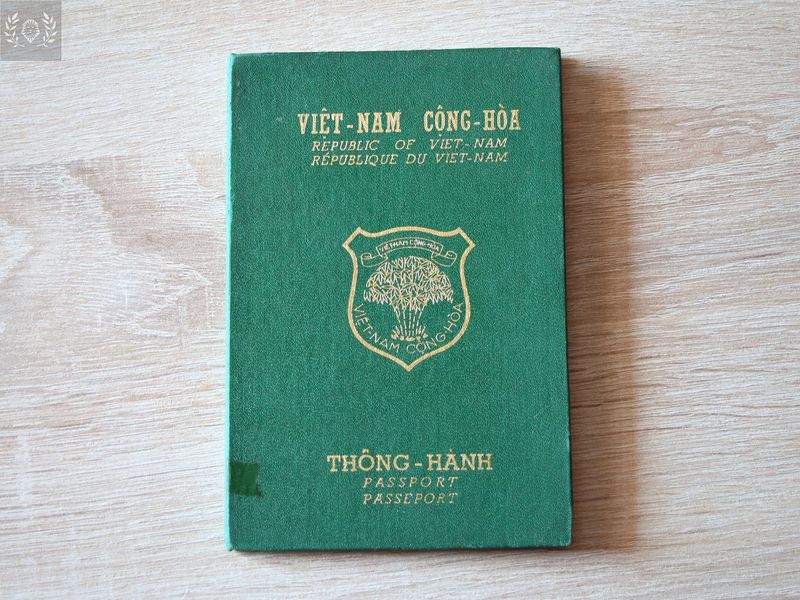 VIỆT-NAM CỘNG-HÒA
REPUBLIC OF VIET-NAM
RÉPUBLIQUE DU VIET-NAM
VIỆT-NAM CỘNG-HÒA
VIỆT-NAM CỘNG-HÒA
THÔNG-HÀNH
PASSPORT
PASSEPORT